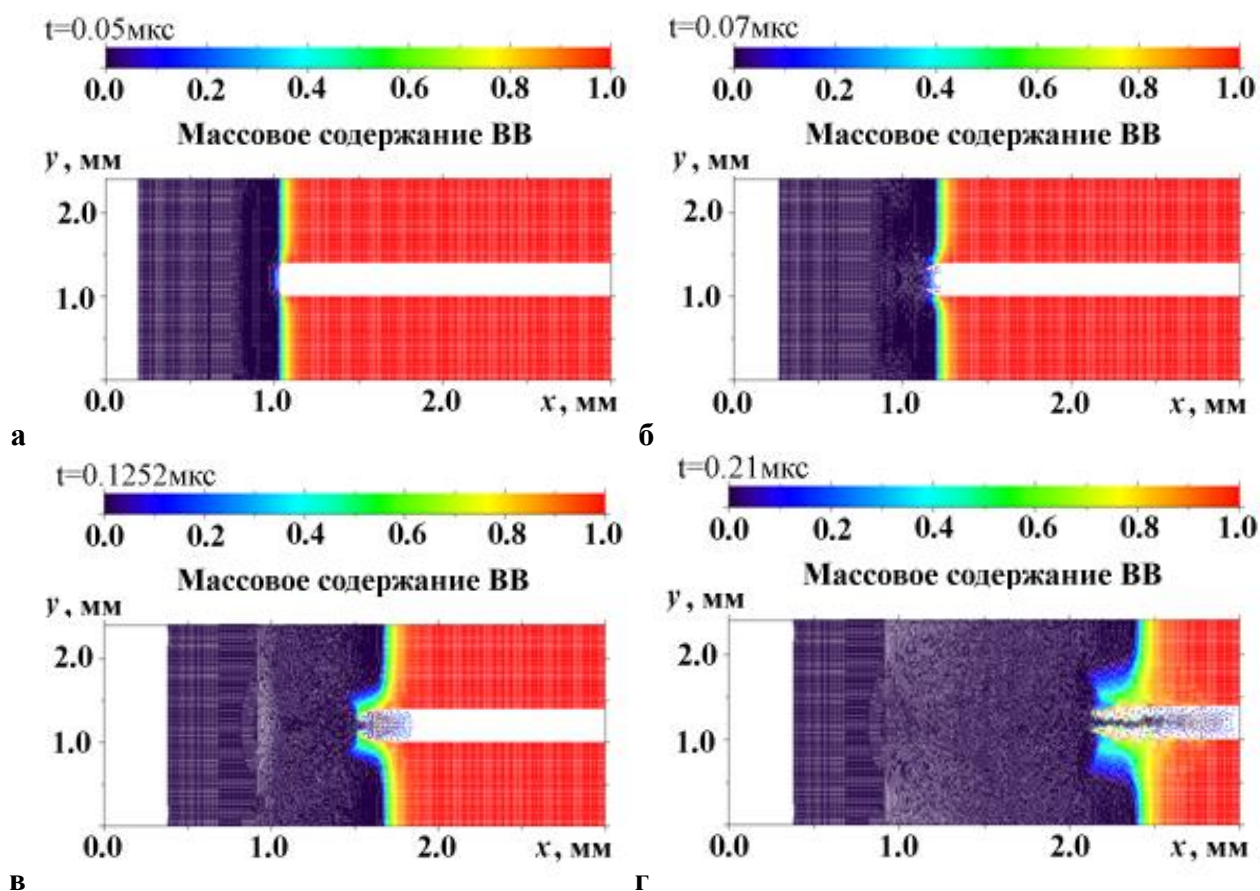 t=0.05мкс
0.0 0.2 0.4 0.6 0.8 1.0
Массовое содержание ВВ
y, мм
2.0
1.0
0.0 1.0 2.0 x, мм
а
t=0.07мкс
0.0 0.2 0.4 0.6 0.8 1.0
Массовое содержание ВВ
y, мм
2.0
1.0
0.0 1.0 2.0 x, мм
б
t=0.1252мкс
0.0 0.2 0.4 0.6 0.8 1.0
Массовое содержание ВВ
y, мм
2.0
1.0
0.0 1.0 2.0 x, мм
в
t=0.21мкс
0.0 0.2 0.4 0.6 0.8 1.0
Массовое содержание ВВ
y, мм
2.0
1.0
0.0 1.0 2.0 x, мм
г